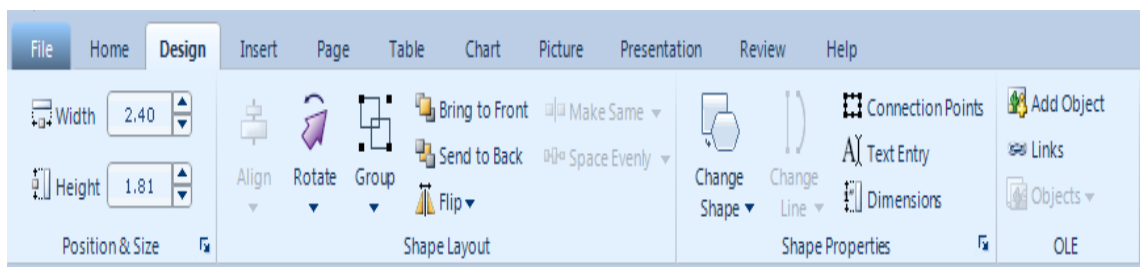 File Home Design Insert Page Table Chart Picture Presentation Review Help
Width 2.40
Height 1.81
Position & Size
Align
Rotate
Group
Bring to Front
Send to Back
Flip
Make Same
Space Evenly
Shape Layout
Change
Shape
Change
Line
Connection Points
Text Entry
Dimensions
Shape Properties
Add Object
Links
Objects
OLE